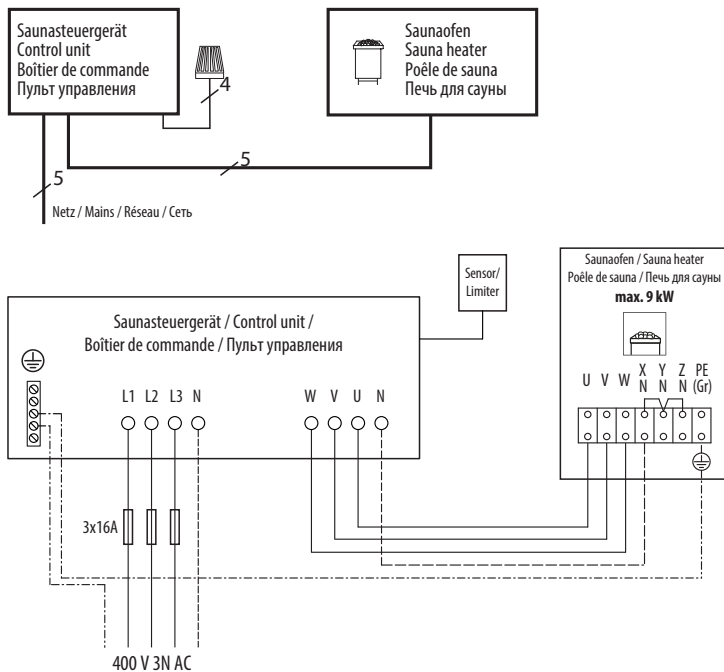 Saunasteuergerät
Control unit
Boîtier de commande
Пульт управления
4
Saunaofen
Sauna heater
Poêle de sauna
Печь для сауны
5
5
Netz / Mains / Réseau / Сеть
Sensor/
Limiter
Saunaofen / Sauna heater
Poêle de sauna / Печь для сауны
max. 9 kW
Saunasteuergerät / Control unit /
Boîtier de commande / Пульт управления
X Y Z PE
U V W N N N (Gr)
L1 L2 L3 N W V U N
3x16A
400 V 3N AC